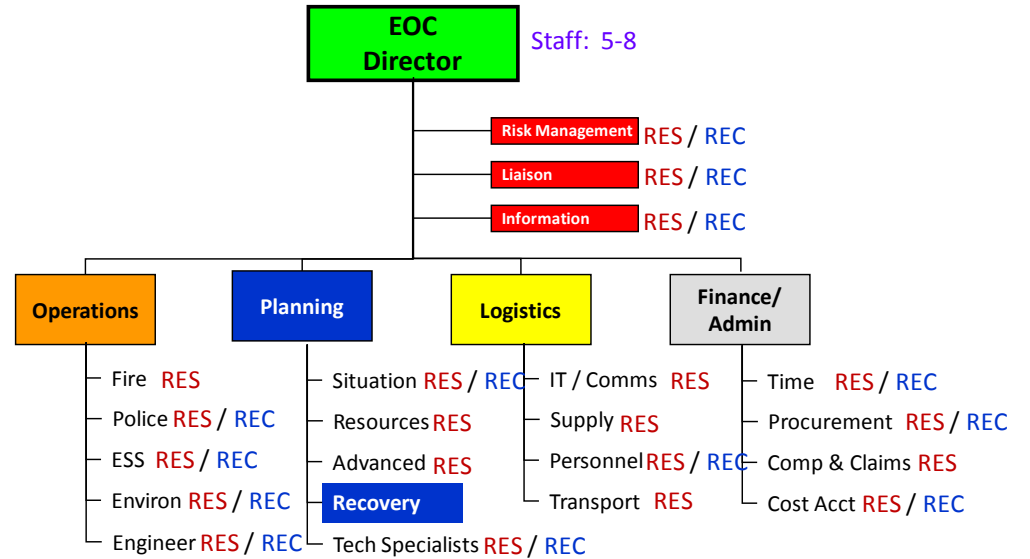 EOC
Director
Staff: 5-8
Risk Management RES / REC
Liaison RES / REC
Information RES / REC
Operations
Planning
Logistics
Finance/
Admin
Fire RES
Police RES / REC
ESS RES / REC
Environ RES / REC
Engineer RES / REC
Situation RES / REC
Resources RES
Advanced RES
Recovery
Tech Specialists RES / REC
IT / Comms RES
Supply RES
Personnel RES / REC
Transport RES
Time RES / REC
Procurement RES / REC
Comp & Claims RES
Cost Acct RES / REC